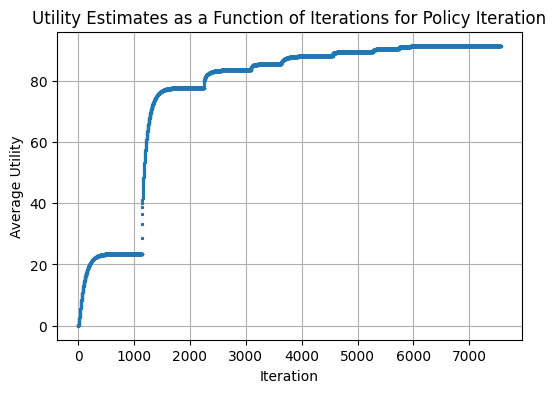 Utility Estimates as a Function of Iterations for Policy Iteration
80
60
40
20
0
Average Utility
0 1000 2000 3000 4000 5000 6000 7000
Iteration